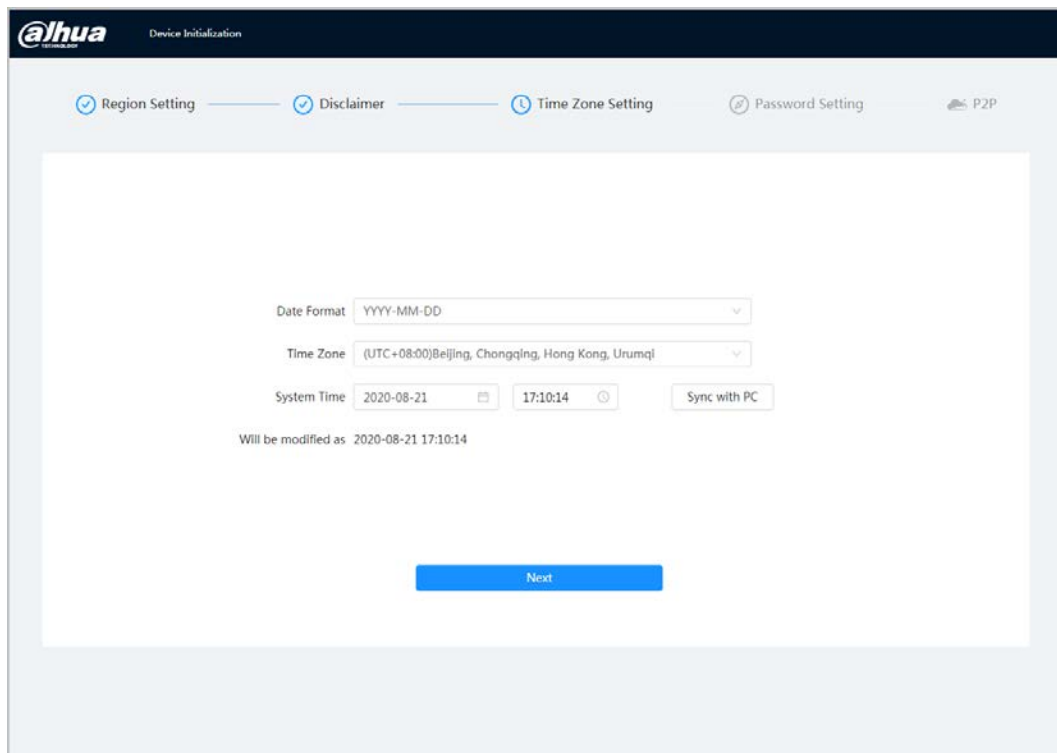 alhua
TECHNOLOGY
Device Initialization
Region Setting
Disclaimer
Time Zone Setting
Password Setting
P2P
Date Format YYYY-MM-DD
Time Zone (UTC+08:00)Beijing, Chongqing, Hong Kong, Urumqi
System Time 2020-08-21 17:10:14 Sync with PC
Will be modified as 2020-08-21 17:10:14
Next